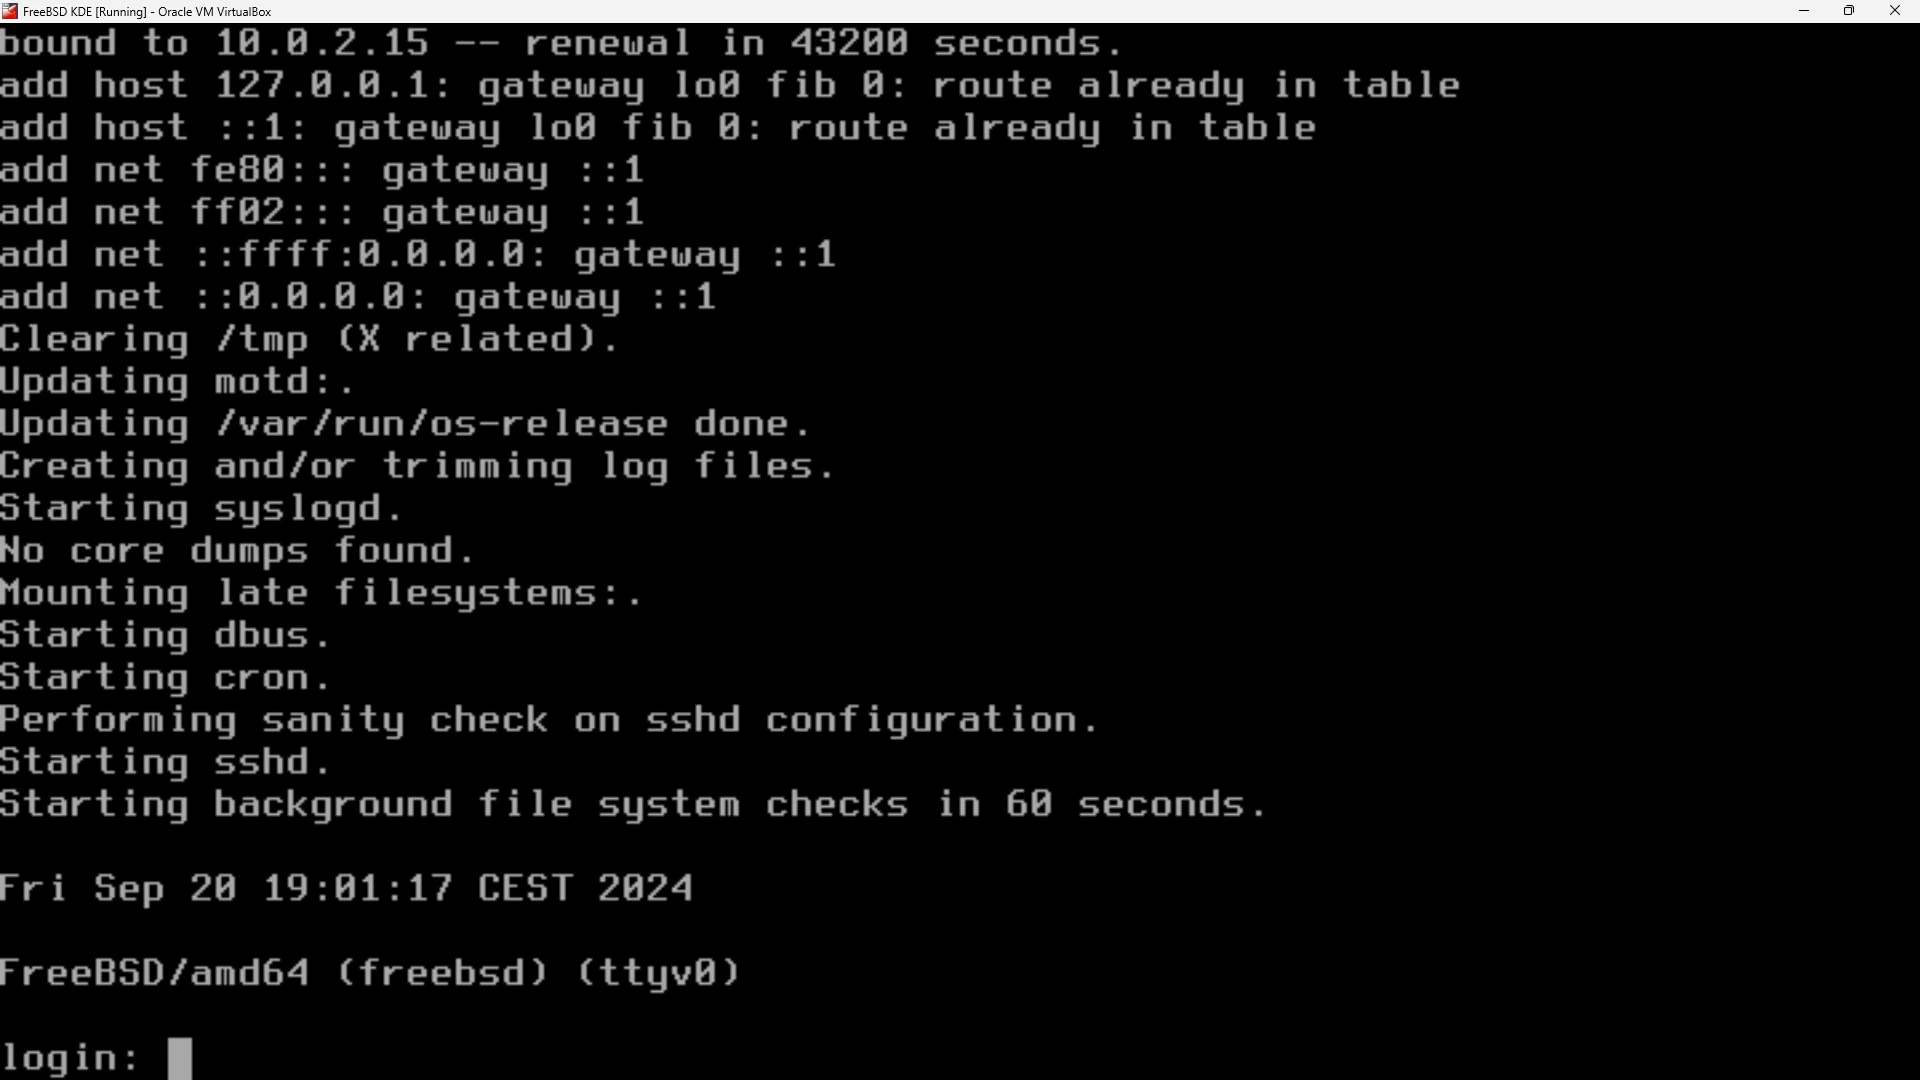 FreeBSD KDE [Running] - Oracle VM VirtualBox
bound to 10.0.2.15 -- renewal in 43200 seconds.
add host 127.0.0.1: gateway lo0 fib 0: route already in table
add host ::1: gateway lo0 fib 0: route already in table
add net fe80::: gateway ::1
add net ff02::: gateway ::1
add net ::ffff:0.0.0.0: gateway ::1
add net ::0.0.0.0: gateway ::1
Clearing /tmp (X related).
Updating motd:.
Updating /var/run/os-release done.
Creating and/or trimming log files.
Starting syslogd.
No core dumps found.
Mounting late filesystems:.
Starting dbus.
Starting cron.
Performing sanity check on sshd configuration.
Starting sshd.
Starting background file system checks in 60 seconds.
Fri Sep 20 19:01:17 CEST 2024
FreeBSD/amd64 (freebsd) (ttyv0)
login: